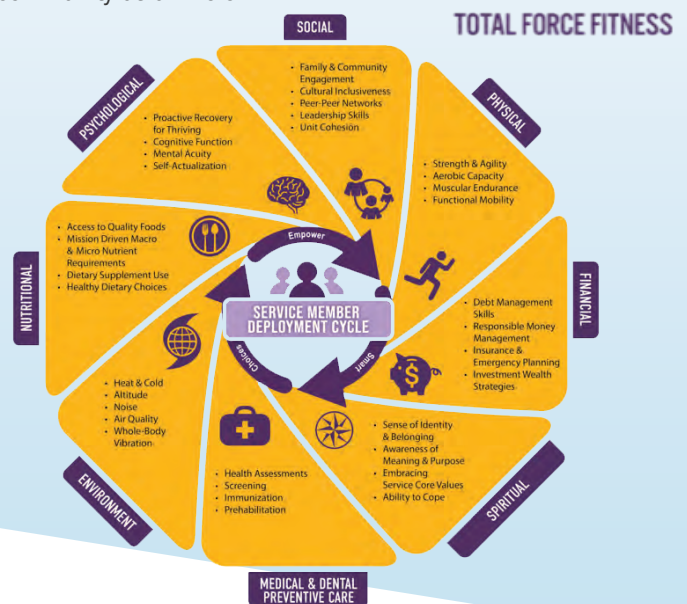 TOTAL FORCE FITNESS
SOCIAL
• Family & Community
Engagement
• Cultural Inclusiveness
• Peer-Peer Networks
• Leadership Skills
• Unit Cohesion
PHYSICAL
• Strength & Agility
• Aerobic Capacity
• Muscular Endurance
• Functional Mobility
FINANCIAL
• Debt Management
Skills
• Responsible Money
Management
• Insurance &
Emergency Planning
• Investment Wealth
Strategies
SPIRITUAL
• Sense of Identity
& Belonging
• Awareness of
Meaning & Purpose
• Embracing
Service Core Values
• Ability to Cope
MEDICAL & DENTAL
PREVENTIVE CARE
• Health Assessments
• Screening
• Immunization
• Prehabilitation
ENVIRONMENT
• Heat & Cold
• Altitude
• Noise
• Air Quality
• Whole-Body
Vibration
NUTRITIONAL
• Access to Quality Foods
• Mission Driven Macro
& Micro Nutrient
Requirements
• Dietary Supplement Use
• Healthy Dietary Choices
PSYCHOLOGICAL
• Proactive Recovery
for Thriving
• Cognitive Function
• Mental Acuity
• Self-Actualization
Empower
Smart
Choices
SERVICE MEMBER
DEPLOYMENT CYCLE
$